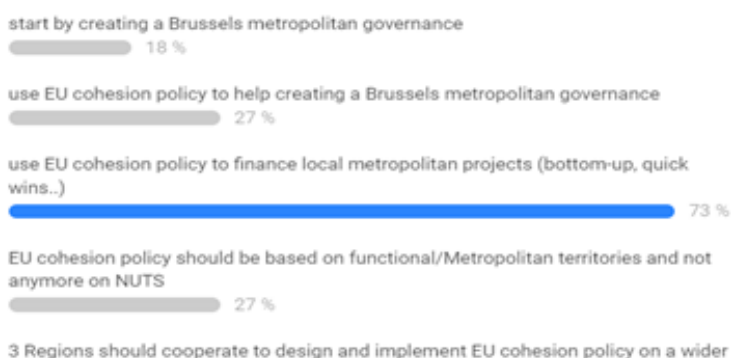 start by creating a Brussels metropolitan governance
18 %
use EU cohesion policy to help creating a Brussels metropolitan governance
27 %
use EU cohesion policy to finance local metropolitan projects (bottom-up, quick
wins..)
73 %
EU cohesion policy should be based on functional/Metropolitan territories and not
anymore on NUTS
27 %
3 Regions should cooperate to design and implement EU cohesion policy on a wider